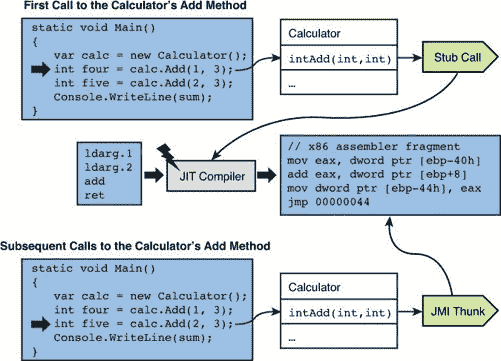 First Call to the Calculator's Add Method
static void Main()
{
var calc = new Calculator();
int four = calc.Add(1, 3);
int five = calc.Add(2, 3);
Console.WriteLine(sum);
}
Calculator
intAdd(int,int)
…
Stub Call
ldarg.1
ldarg.2
add
ret
JIT Compiler
// x86 assembler fragment
mov eax, dword ptr [ebp-40h]
add eax, dword ptr [ebp+8]
mov dword ptr [ebp-44h], eax
jmp 00000044
Subsequent Calls to the Calculator's Add Method
static void Main()
{
var calc = new Calculator();
int four = calc.Add(1, 3);
int five = calc.Add(2, 3);
Console.WriteLine(sum);
}
Calculator
intAdd(int,int)
…
JMI Thunk